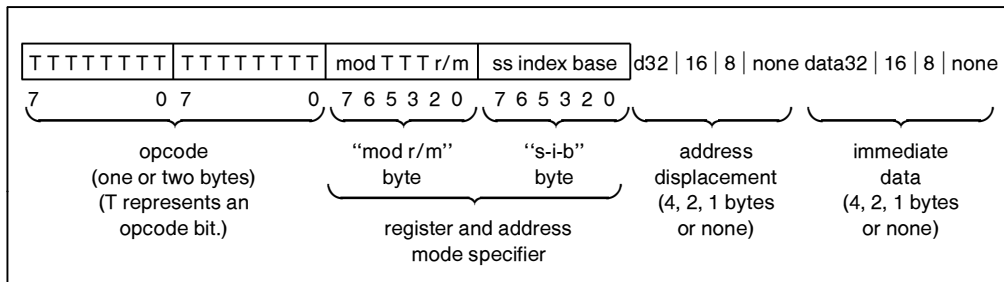 T T T T T T T T T T T T T T T T mod T T T r/m ss index base d32 | 16 | 8 | none data32 | 16 | 8 | none
7 0 7 0 7 6 5 3 2 0 7 6 5 3 2 0
opcode
(one or two bytes)
(T represents an
opcode bit.)
“mod r/m”
byte
“s-i-b”
byte
register and address
mode specifier
address
displacement
(4, 2, 1 bytes
or none)
immediate
data
(4, 2, 1 bytes
or none)